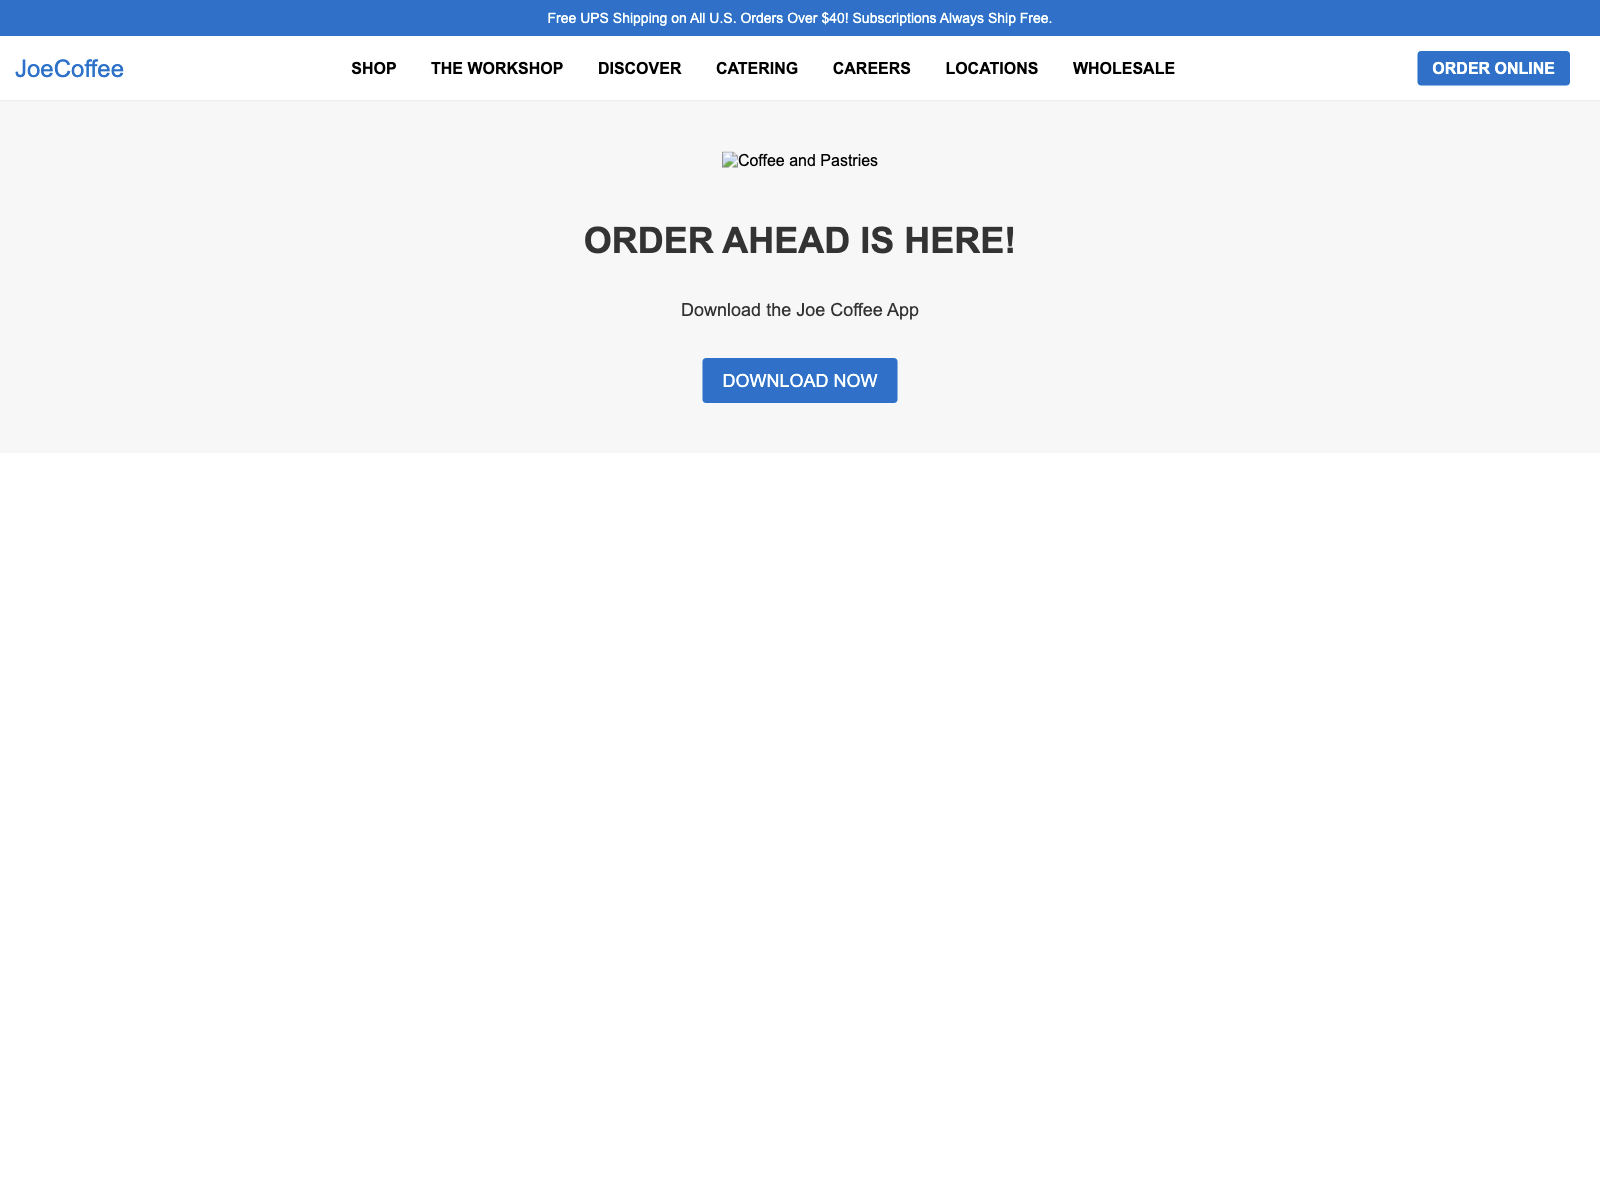 Free UPS Shipping on All U.S. Orders Over $40! Subscriptions Always Ship Free.
JoeCoffee SHOP THE WORKSHOP DISCOVER CATERING CAREERS LOCATIONS WHOLESALE ORDER ONLINE
Coffee and Pastries
ORDER AHEAD IS HERE!
Download the Joe Coffee App
DOWNLOAD NOW